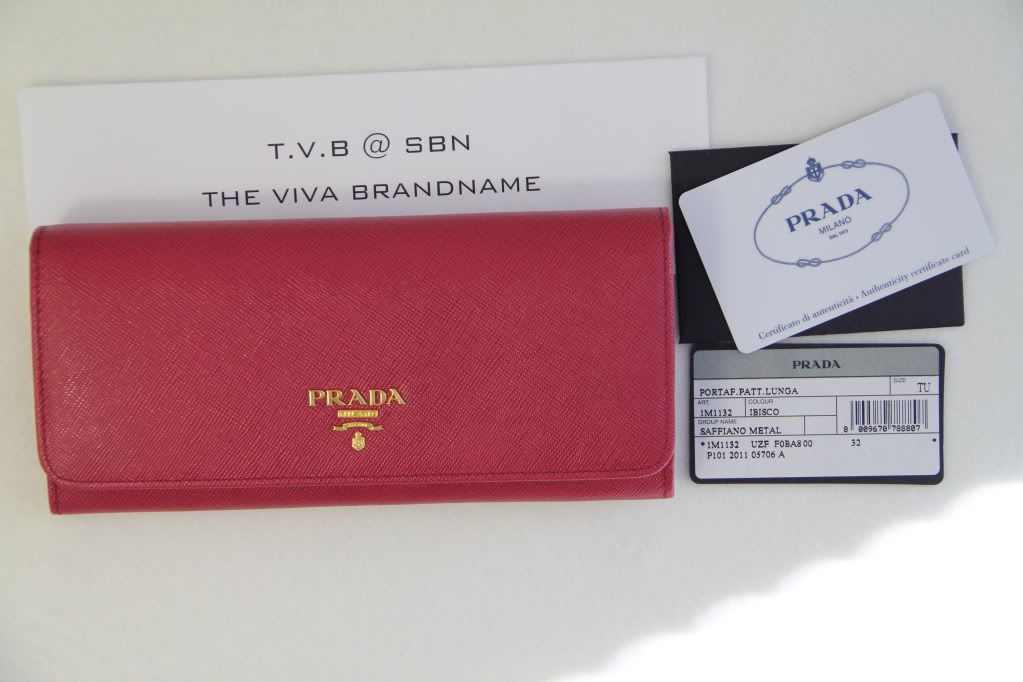 T.V.B @ SBN
THE VIVA BRANDNAME
PRADA
MILANO
PRADA
MILANO
DAL 1913
Certificato di autenticità • Authenticity certificate card
PRADA
PORTAF.PATT.LUNGA
SIZE
TU
ART.
COLOUR
1M1132
IBISCO
GROUP NAME
SAFFIANO METAL
8 009670 788807
*1M1132 UZF F0BA8 00 32 *
P101 2011 05706 A